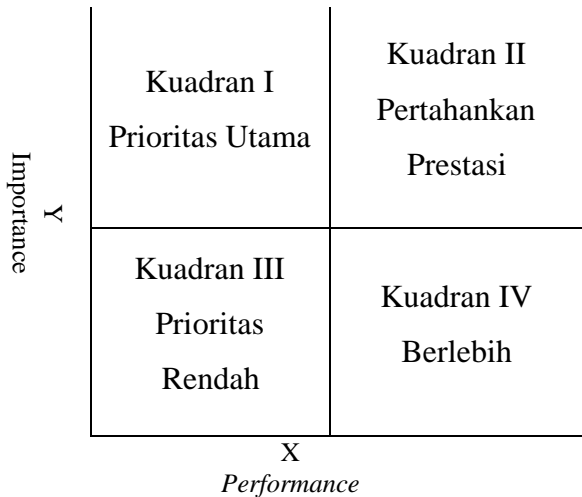 Kuadran I
Prioritas Utama
Kuadran II
Pertahankan
Prestasi
Importance
Y
Kuadran III
Prioritas
Rendah
Kuadran IV
Berlebih
X
Performance